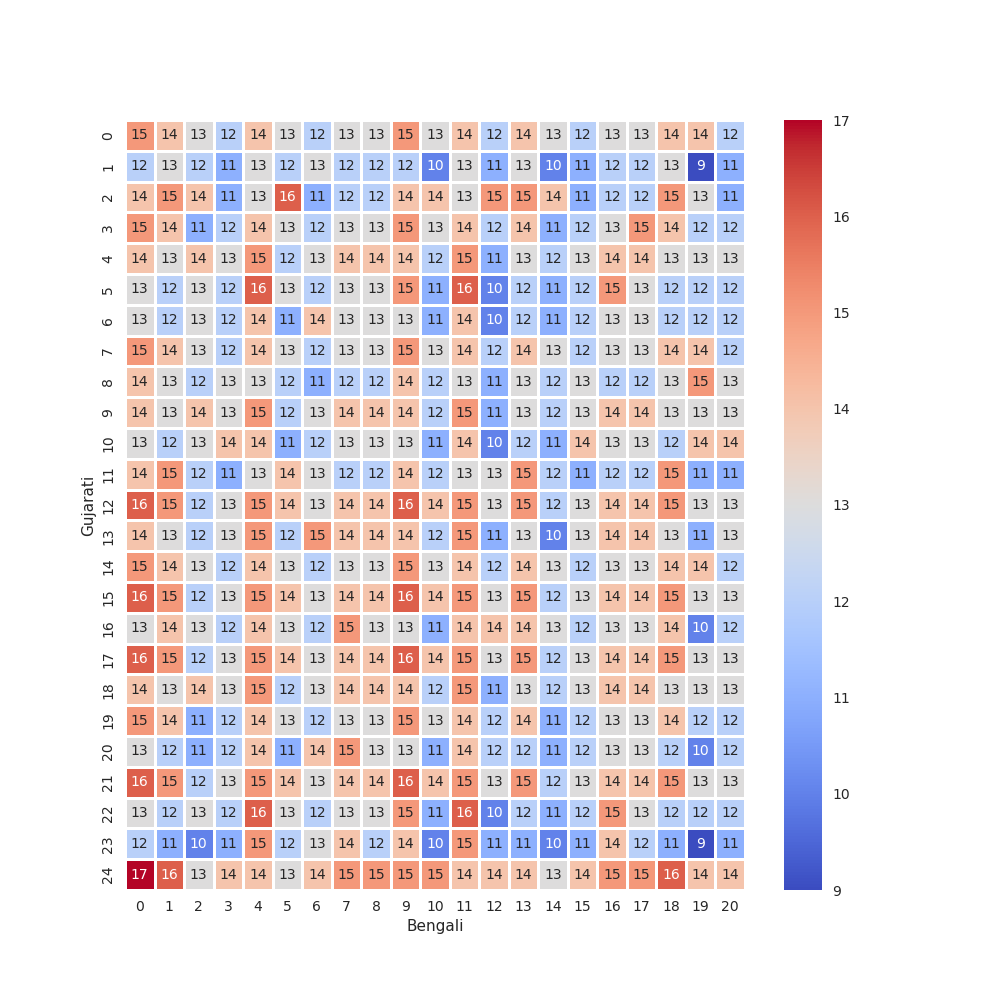 0 15 14 13 12 14 13 12 13 13 15 13 14 12 14 13 12 13 13 14 14 12
1 12 13 12 11 13 12 13 12 12 12 10 13 11 13 10 11 12 12 13 9 11
2 14 15 14 11 13 16 11 12 12 14 14 13 15 15 14 11 12 12 15 13 11
3 15 14 11 12 14 13 12 13 13 15 13 14 12 14 11 12 13 15 14 12 12
4 14 13 14 13 15 12 13 14 14 14 12 15 11 13 12 13 14 14 13 13 13
5 13 12 13 12 16 13 12 13 13 15 11 16 10 12 11 12 15 13 12 12 12
6 13 12 13 12 14 11 14 13 13 13 11 14 10 12 11 12 13 13 12 12 12
7 15 14 13 12 14 13 12 13 13 15 13 14 12 14 13 12 13 13 14 14 12
8 14 13 12 13 13 12 11 12 12 14 12 13 11 13 12 13 12 12 13 15 13
9 14 13 14 13 15 12 13 14 14 14 12 15 11 13 12 13 14 14 13 13 13
10 13 12 13 14 14 11 12 13 13 13 11 14 10 12 11 14 13 13 12 14 14
11 14 15 12 11 13 14 13 12 12 14 12 13 13 15 12 11 12 12 15 11 11
12 16 15 12 13 15 14 13 14 14 16 14 15 13 15 12 13 14 14 15 13 13
13 14 13 12 13 15 12 15 14 14 14 12 15 11 13 10 13 14 14 13 11 13
14 15 14 13 12 14 13 12 13 13 15 13 14 12 14 13 12 13 13 14 14 12
15 16 15 12 13 15 14 13 14 14 16 14 15 13 15 12 13 14 14 15 13 13
16 13 14 13 12 14 13 12 15 13 13 11 14 14 14 13 12 13 13 14 10 12
17 16 15 12 13 15 14 13 14 14 16 14 15 13 15 12 13 14 14 15 13 13
18 14 13 14 13 15 12 13 14 14 14 12 15 11 13 12 13 14 14 13 13 13
19 15 14 11 12 14 13 12 13 13 15 13 14 12 14 11 12 13 13 14 12 12
20 13 12 11 12 14 11 14 15 13 13 11 14 12 12 11 12 13 13 12 10 12
21 16 15 12 13 15 14 13 14 14 16 14 15 13 15 12 13 14 14 15 13 13
22 13 12 13 12 16 13 12 13 13 15 11 16 10 12 11 12 15 13 12 12 12
23 12 11 10 11 15 12 13 14 12 14 10 15 11 11 10 11 14 12 11 9 11
24 17 16 13 14 14 13 14 15 15 15 15 14 14 14 13 14 15 15 16 14 14
0 1 2 3 4 5 6 7 8 9 10 11 12 13 14 15 16 17 18 19 20
Bengali
Gujarati
17
16
15
14
13
12
11
10
9